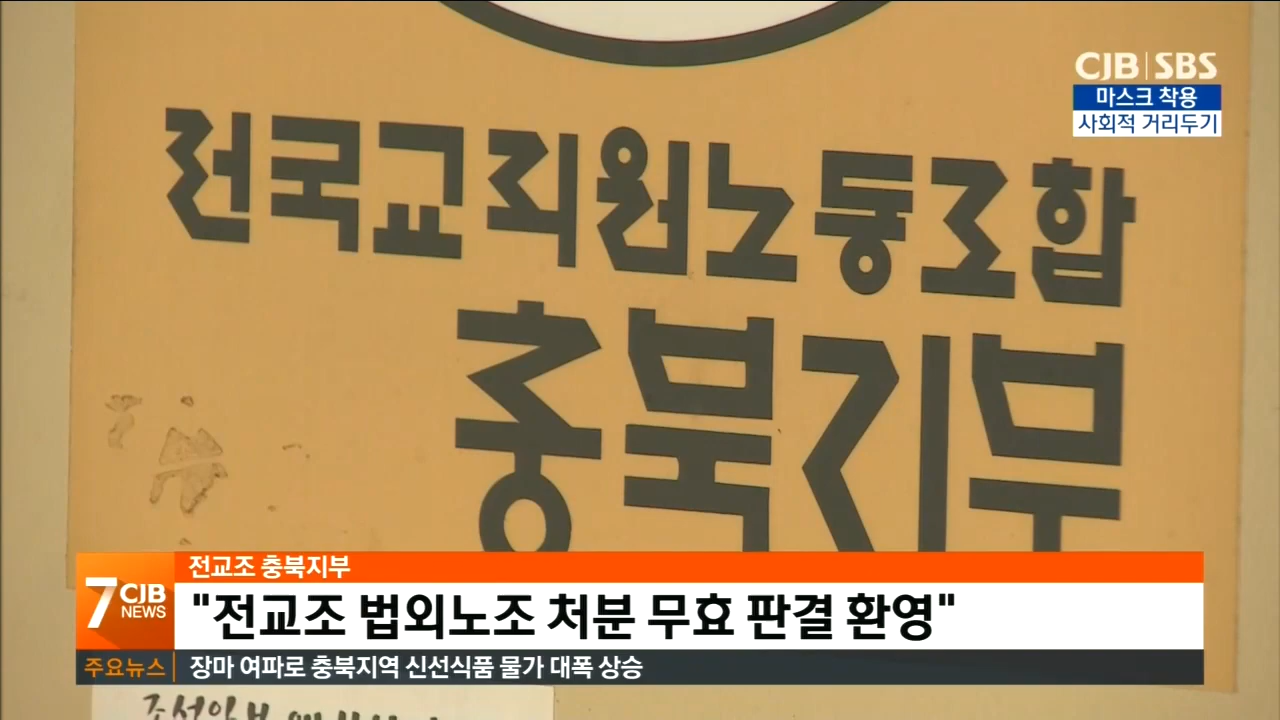 CJB SBS
마스크 착용
사회적 거리두기
전국교직원노동조합
충북지부
전교조 충북지부
7 CJB NEWS
"전교조 법외노조 처분 무효 판결 환영"
주요뉴스 장마 여파로 충북지역 신선식품 물가 대폭 상승